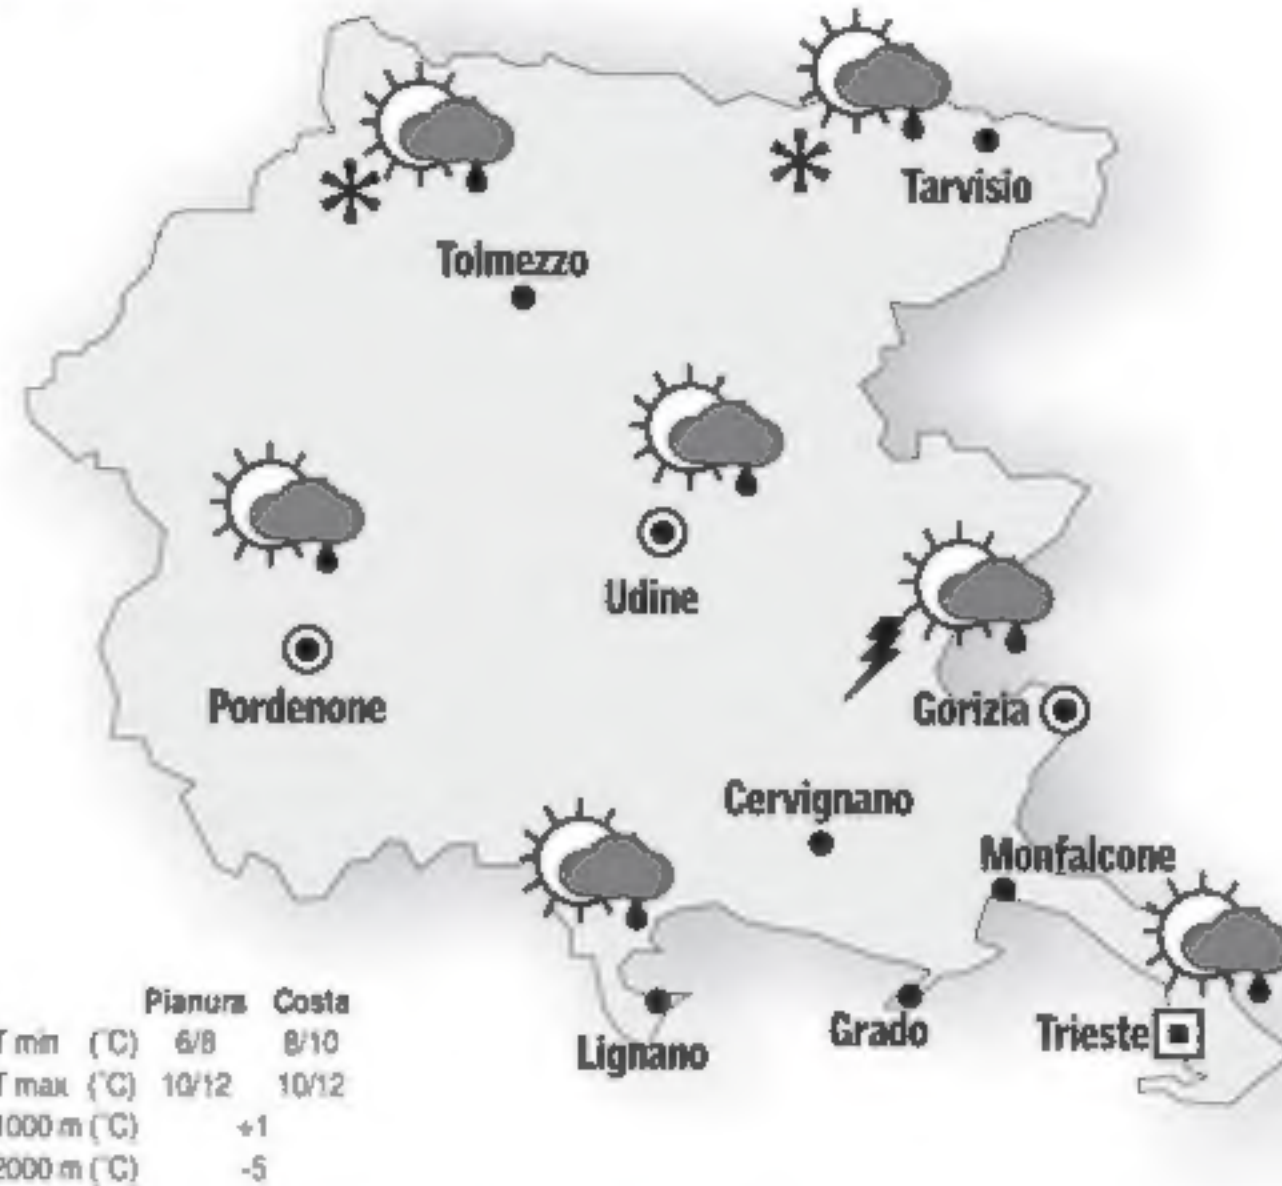 Tarvisio
Tolmezzo
Udine
Pordenone
Gorizia
Cervignano
Monfalcone
Grado
Trieste
Lignano
Pianura Costa
T min (°C) 6/8 8/10
T max (°C) 10/12 10/12
1000 m (°C) +1
2000 m (°C) -5